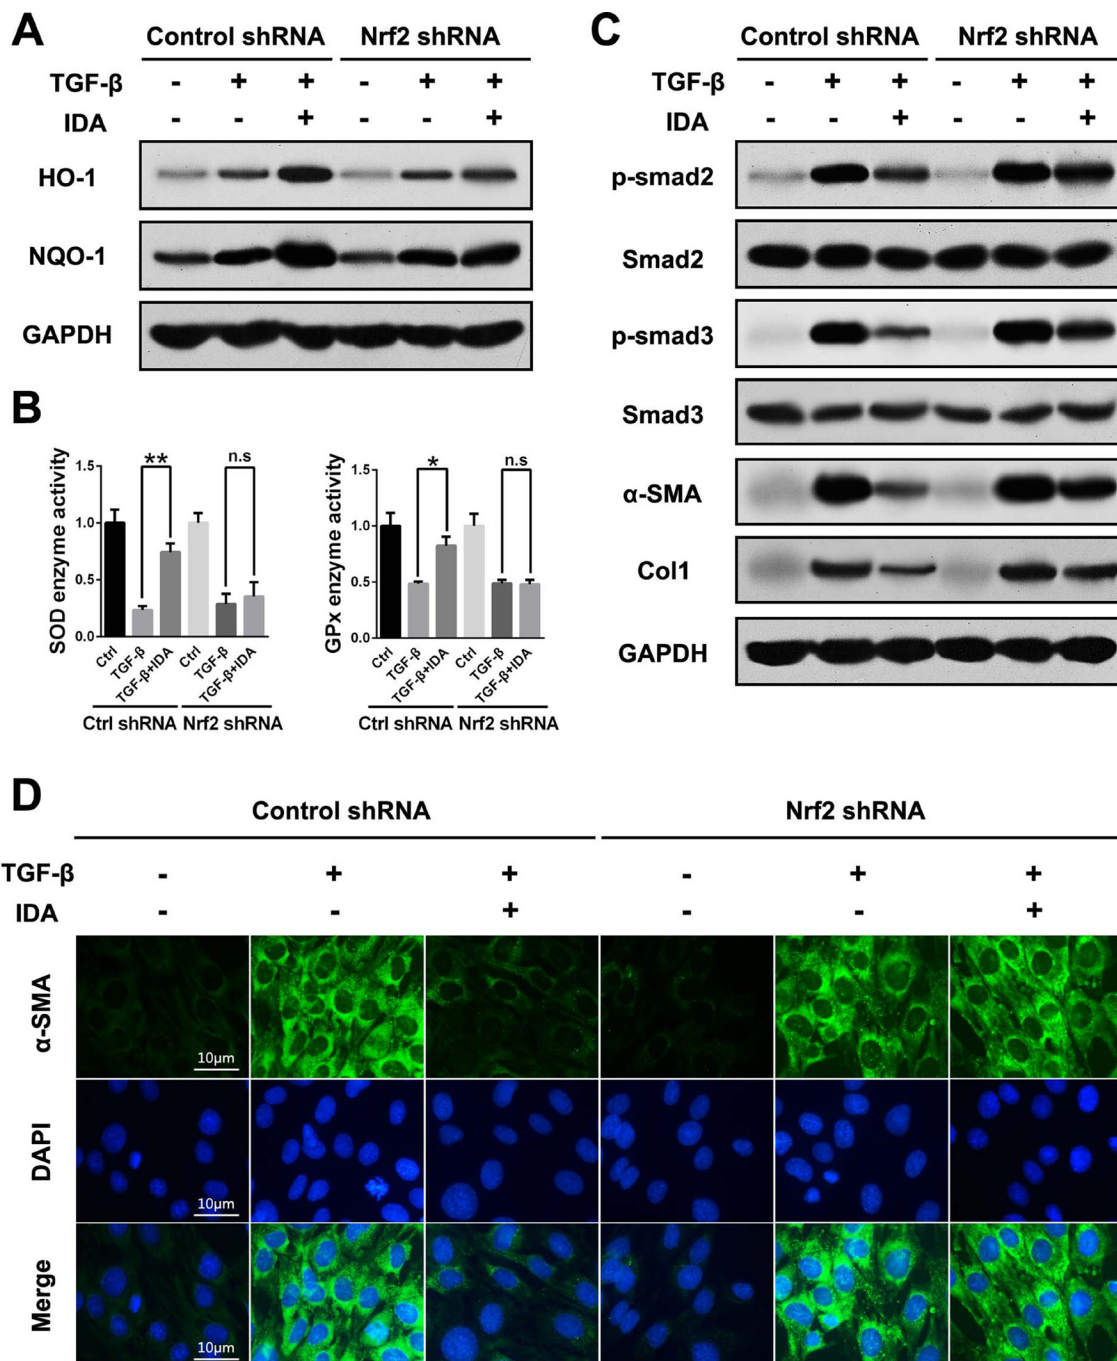 A
Control shRNA Nrf2 shRNA
TGF-β - + + - + +
IDA - - + - - +
HO-1
NQO-1
GAPDH
B
SOD enzyme activity
1.5
1.0
0.5
0.0
**
n.s
Ctrl
TGF-β
TGF-β+IDA
Ctrl
TGF-β
TGF-β+IDA
Ctrl shRNA Nrf2 shRNA
GPx enzyme activity
1.5
1.0
0.5
0.0
*
n.s
Ctrl
TGF-β
TGF-β+IDA
Ctrl
TGF-β
TGF-β+IDA
Ctrl shRNA Nrf2 shRNA
C
Control shRNA Nrf2 shRNA
TGF-β - + + - + +
IDA - - + - - +
p-smad2
Smad2
p-smad3
Smad3
α-SMA
Col1
GAPDH
D
Control shRNA Nrf2 shRNA
TGF-β - + + - + +
IDA - - + - - +
α-SMA
10μm
DAPI
10μm
Merge
10μm